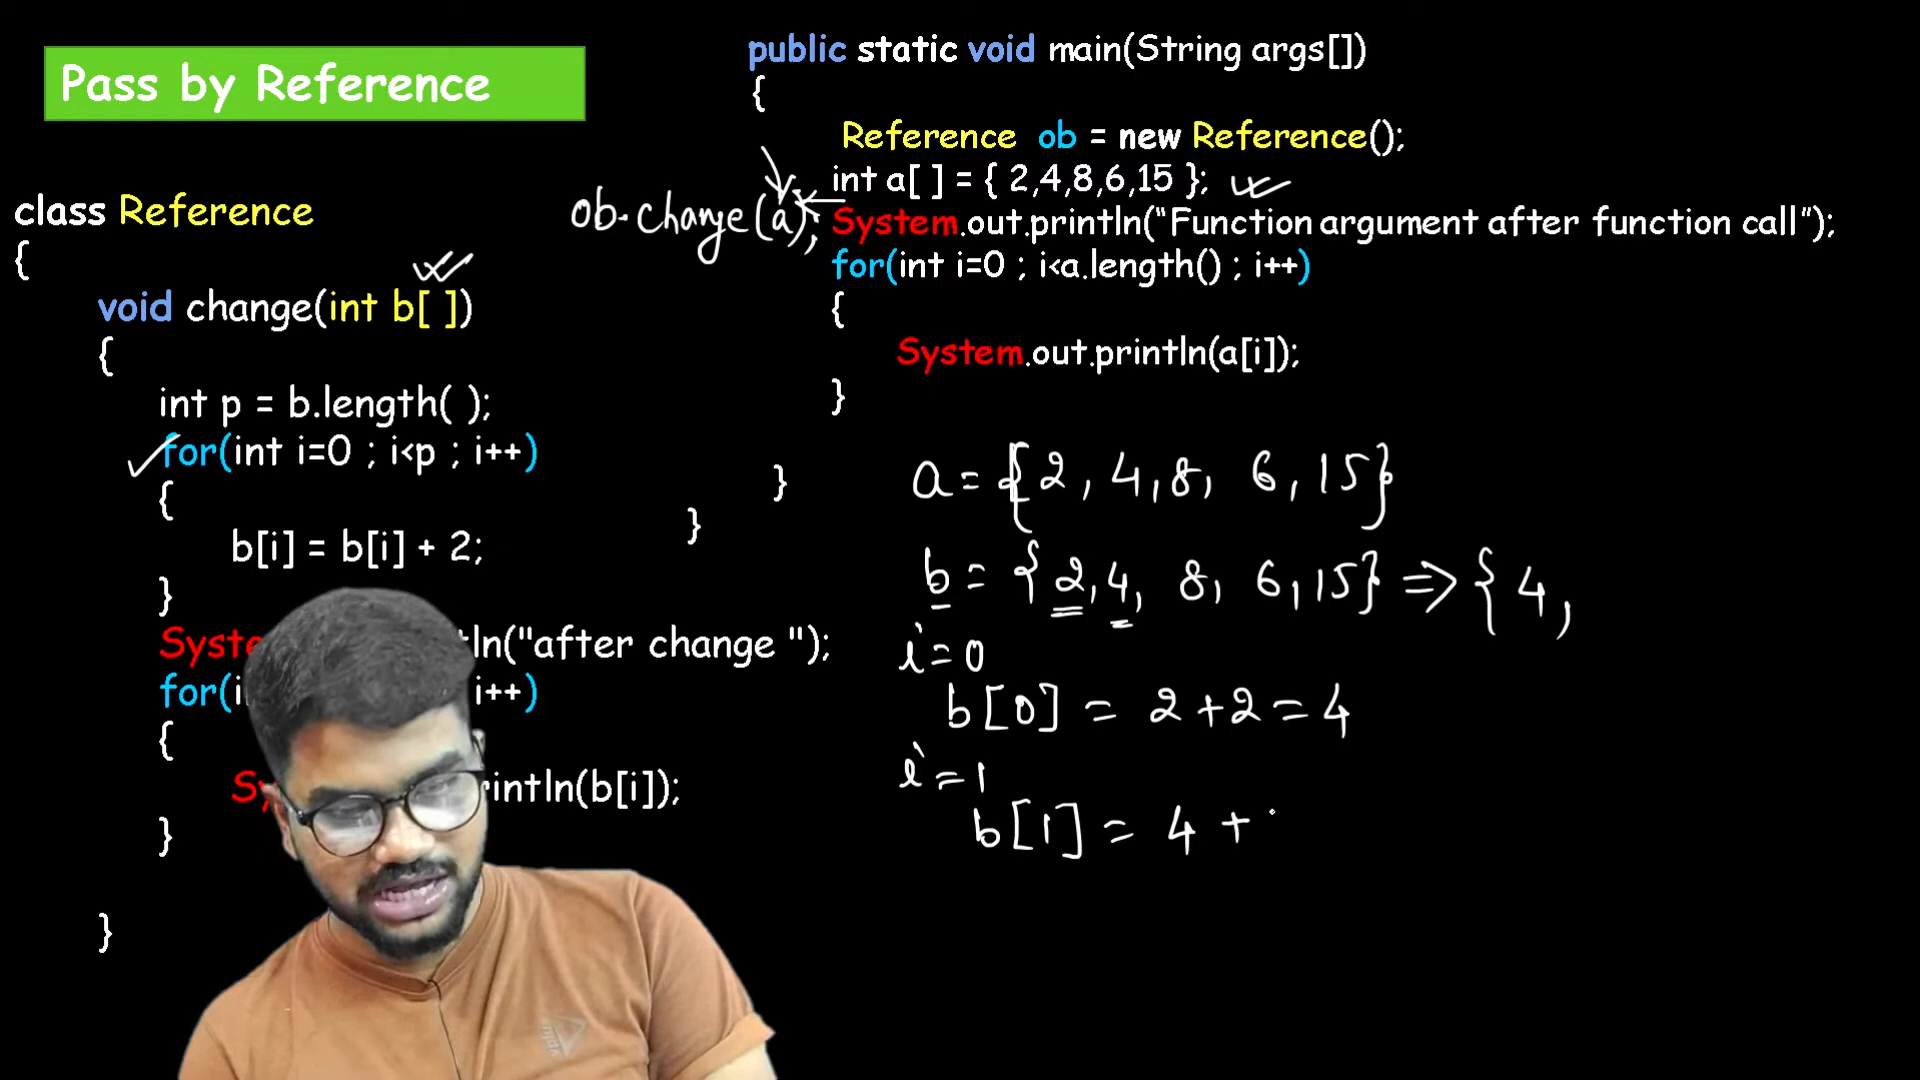 Pass by Reference
class Reference
{
void change(int b[ ])
{
int p = b.length( );
for(int i=0 ; i<p ; i++)
{
b[i] = b[i] + 2;
}
ln("after change ");
for(i i++)
{
println(b[i]);
}
}
public static void main(String args[])
{
Reference ob = new Reference();
int a[ ] = { 2,4,8,6,15 };
ob.change(a);
System.out.println("Function argument after function call");
for(int i=0 ; i<a.length() ; i++)
{
System.out.println(a[i]);
}
}
}
a = {2, 4, 8, 6, 15}
b = {2, 4, 8, 6, 15} => { 4,
i=0
b[0] = 2+2=4
i=1
b[1] = 4 +